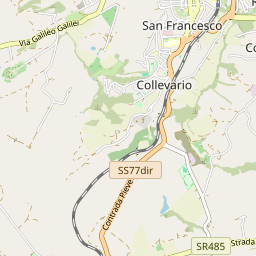 San Francesco
Via Galileo Galilei
Collevario
SS77dir
Contrada Pieve
SR485
Strada